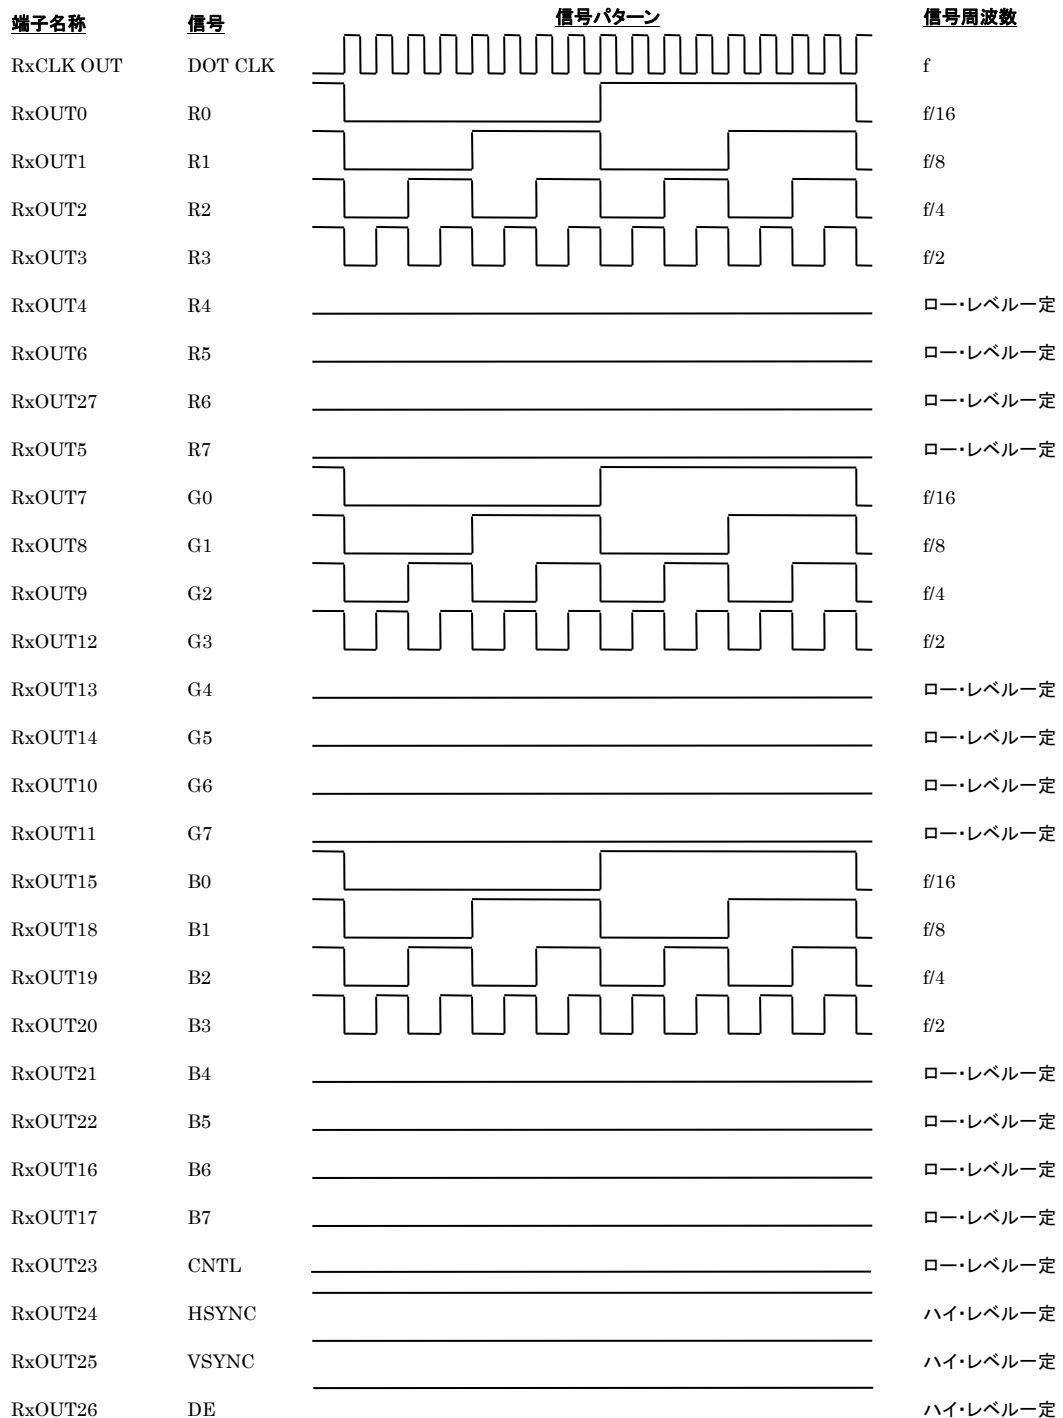 端子名称 信号 信号パターン 信号周波数
RxCLK OUT DOT CLK f
RxOUT0 R0 f/16
RxOUT1 R1 f/8
RxOUT2 R2 f/4
RxOUT3 R3 f/2
RxOUT4 R4 ロー・レベル一定
RxOUT6 R5 ロー・レベル一定
RxOUT27 R6 ロー・レベル一定
RxOUT5 R7 ロー・レベル一定
RxOUT7 G0 f/16
RxOUT8 G1 f/8
RxOUT9 G2 f/4
RxOUT12 G3 f/2
RxOUT13 G4 ロー・レベル一定
RxOUT14 G5 ロー・レベル一定
RxOUT10 G6 ロー・レベル一定
RxOUT11 G7 ロー・レベル一定
RxOUT15 B0 f/16
RxOUT18 B1 f/8
RxOUT19 B2 f/4
RxOUT20 B3 f/2
RxOUT21 B4 ロー・レベル一定
RxOUT22 B5 ロー・レベル一定
RxOUT16 B6 ロー・レベル一定
RxOUT17 B7 ロー・レベル一定
RxOUT23 CNTL ロー・レベル一定
RxOUT24 HSYNC ハイ・レベル一定
RxOUT25 VSYNC ハイ・レベル一定
RxOUT26 DE ハイ・レベル一定